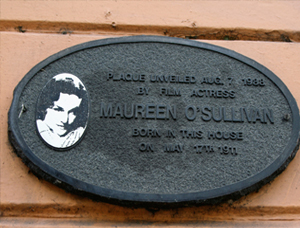 PLAQUE UNVEILED AUG. 7 1988
BY FILM ACTRESS
MAUREEN O'SULLIVAN
BORN IN THIS HOUSE
ON MAY 17TH 1911